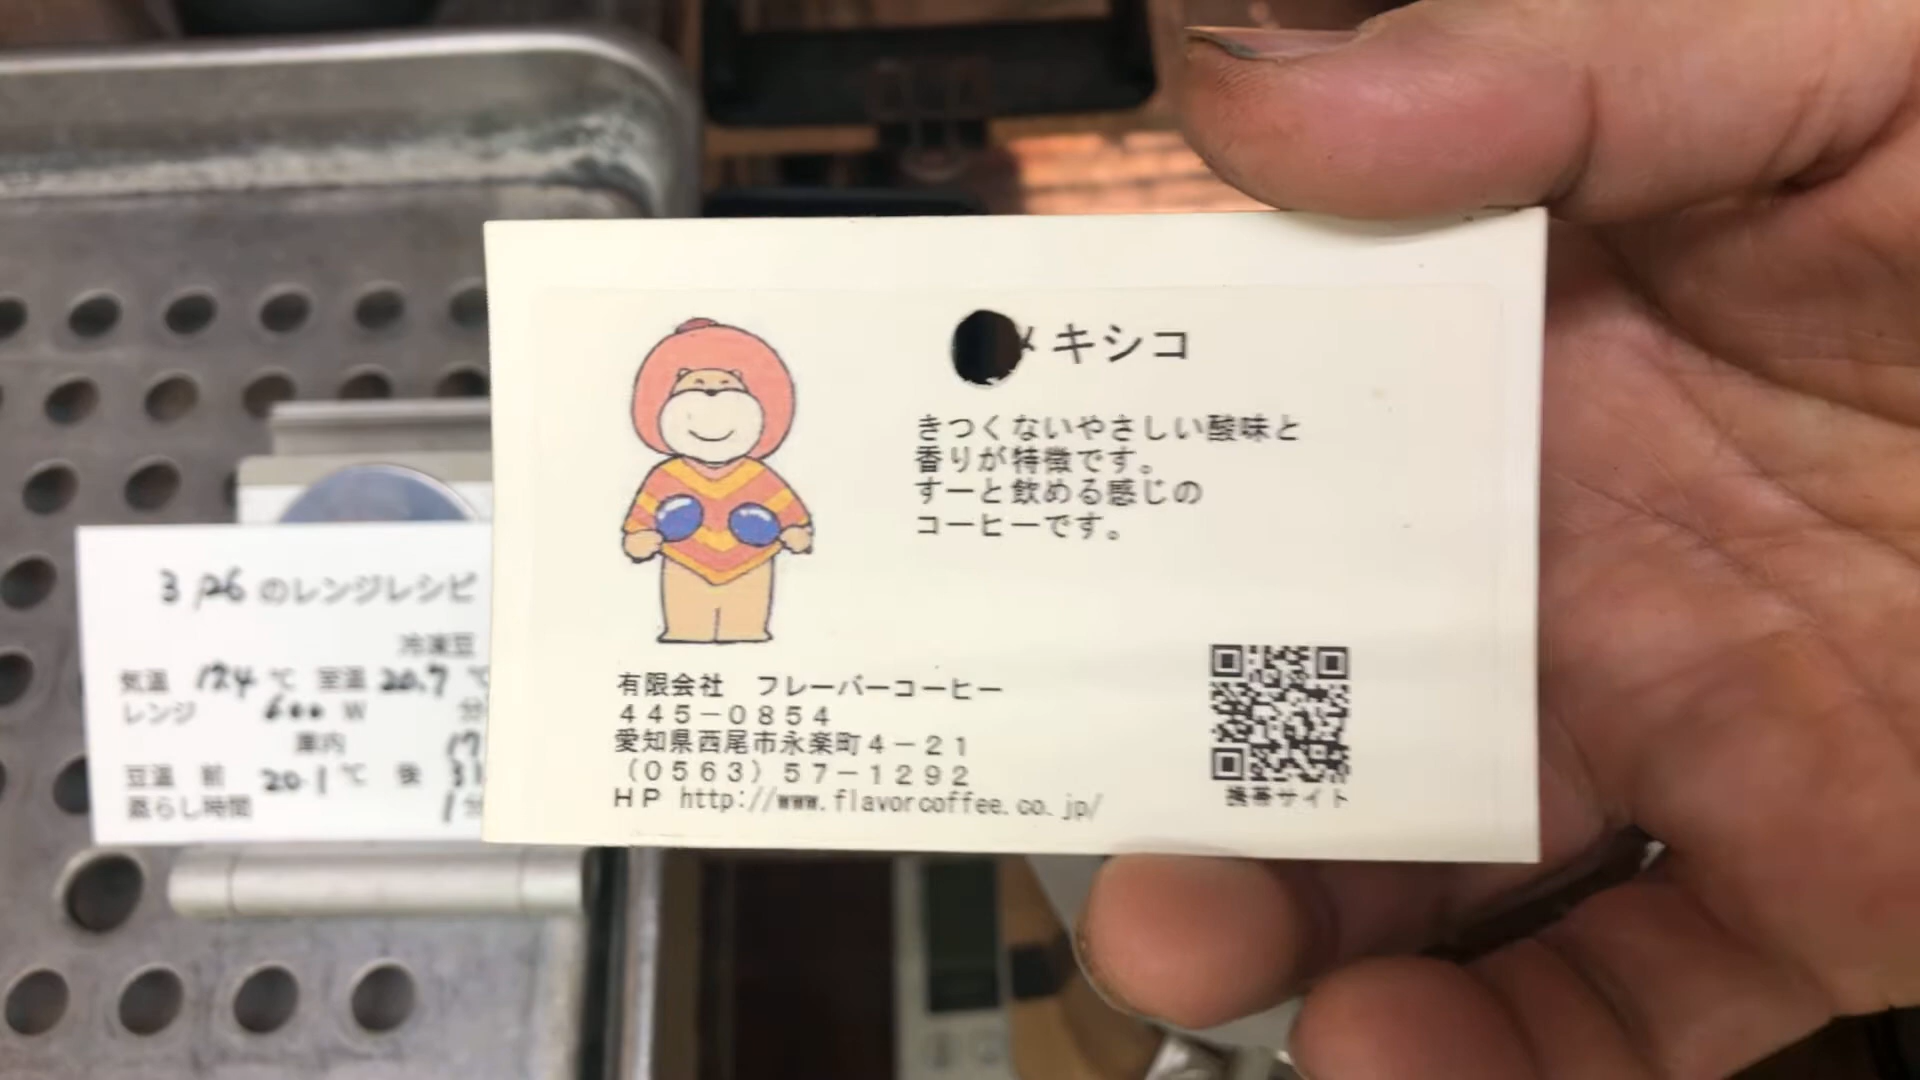 メキシコ
きつくないやさしい酸味と
香りが特徴です。
すーと飲める感じの
コーヒーです。
有限会社　フレーバーコーヒー
４４５－０８５４
愛知県西尾市永楽町４－２１
（０５６３）５７－１２９２
ＨＰ http://www.flavorcoffee.co.jp/
携帯サイト
3/26 のレンジレシピ
冷凍豆
気温 12.4 ℃ 室温 20.7 ℃
レンジ 600 W 分
庫内
豆温 前 20.1 ℃ 後 31
蒸らし時間 1分